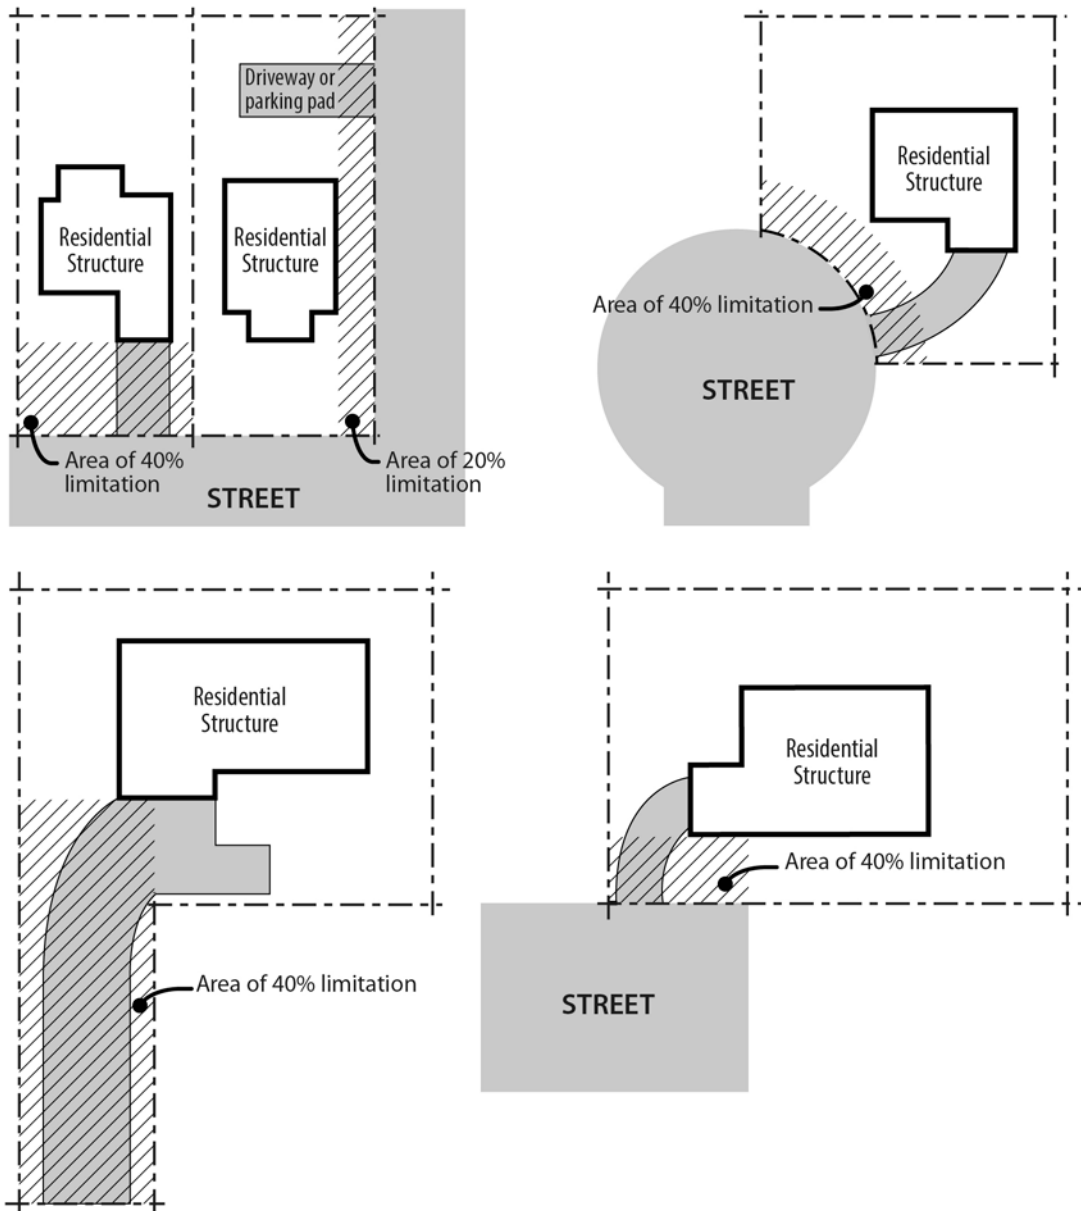 Driveway or
parking pad
Residential
Structure
Residential
Structure
Area of 40%
limitation
Area of 20%
limitation
STREET
Residential
Structure
Area of 40% limitation
STREET
Residential
Structure
Area of 40% limitation
Residential
Structure
Area of 40% limitation
STREET